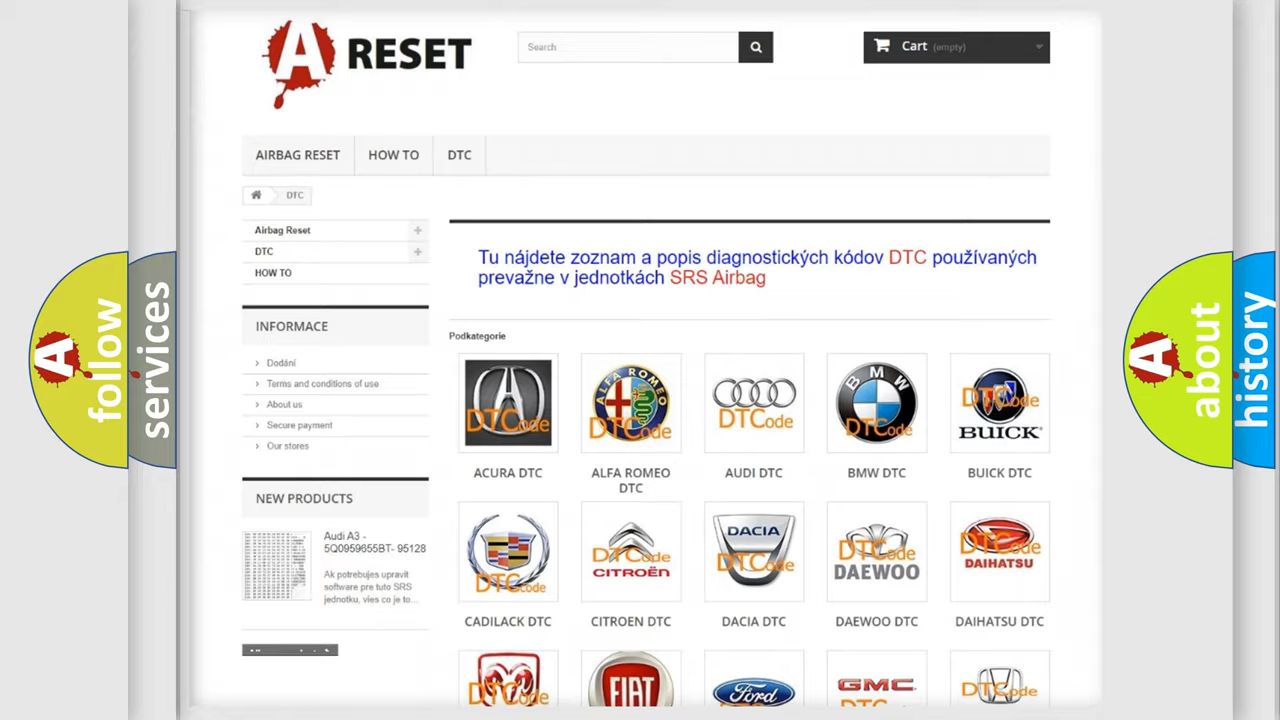 A RESET
Search
Cart (empty)
AIRBAG RESET
HOW TO
DTC
DTC
Airbag Reset
DTC
HOW TO
Tu nájdete zoznam a popis diagnostických kódov DTC používaných
prevažne v jednotkách SRS Airbag
INFORMACE
Dodání
Terms and conditions of use
About us
Secure payment
Our stores
NEW PRODUCTS
Audi A3 -
5Q0959655BT- 95128
Ak potrebujes upravit
software pre tuto SRS
jednotku, vies co je to...
Podkategorie
DTCode
ALFA ROMEO
DTCode
DTCode
BMW
DTCode
DTCode
BUICK
ACURA DTC
ALFA ROMEO
DTC
AUDI DTC
BMW DTC
BUICK DTC
DTCode
DTCode
CITROËN
DACIA
DTCode
DTCode
DAEWOO
DTCode
DAIHATSU
CADILACK DTC
CITROEN DTC
DACIA DTC
DAEWOO DTC
DAIHATSU DTC
DTCode
FIAT
Ford
GMC
DTCode
A follow
services
A about
history